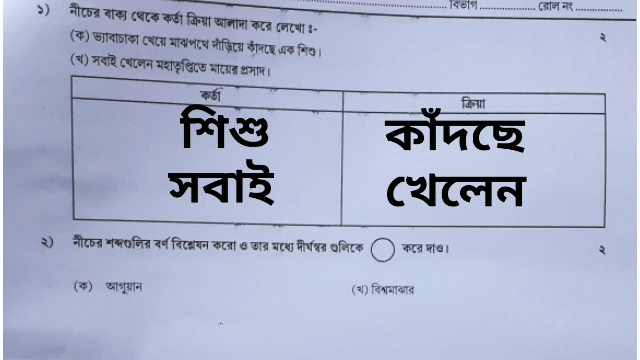 বিভাগ .................. রোল নং ..................
১) নীচের বাক্য থেকে কর্তা ক্রিয়া আলাদা করে লেখো ঃ- ২
(ক) ভ্যাবাচাকা খেয়ে মাঝপথে দাঁড়িয়ে কাঁদছে এক শিশু।
(খ) সবাই খেলেন মহাতৃপ্তিতে মায়ের প্রসাদ।
কর্তা ক্রিয়া
শিশু কাঁদছে
সবাই খেলেন
২) নীচের শব্দগুলির বর্ণ বিশ্লেষন করো ও তার মধ্যে দীর্ঘস্বর গুলিকে করে দাও। ২
(ক) আগুয়ান (খ) বিশ্বমাঝার